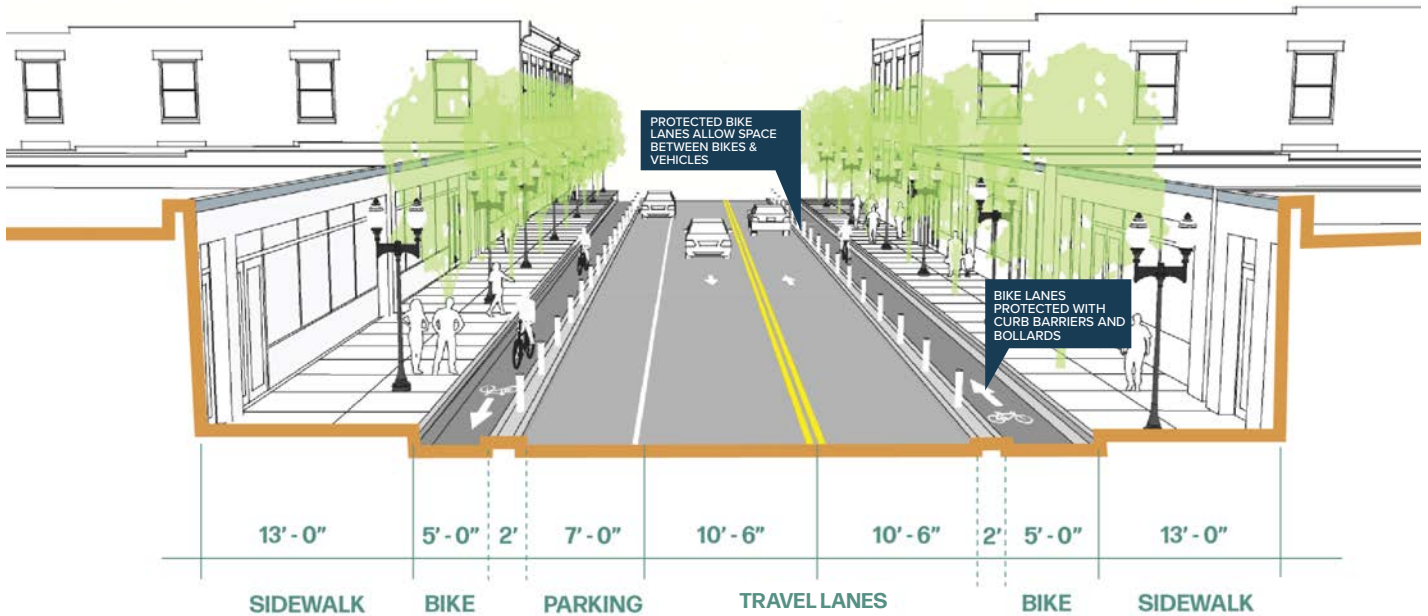 PROTECTED BIKE
LANES ALLOW SPACE
BETWEEN BIKES &
VEHICLES
BIKE LANES
PROTECTED WITH
CURB BARRIERS AND
BOLLARDS
13' - 0" 5' - 0" 2' 7' - 0" 10' - 6" 10' - 6" 2' 5' - 0" 13' - 0"
SIDEWALK BIKE PARKING TRAVEL LANES BIKE SIDEWALK